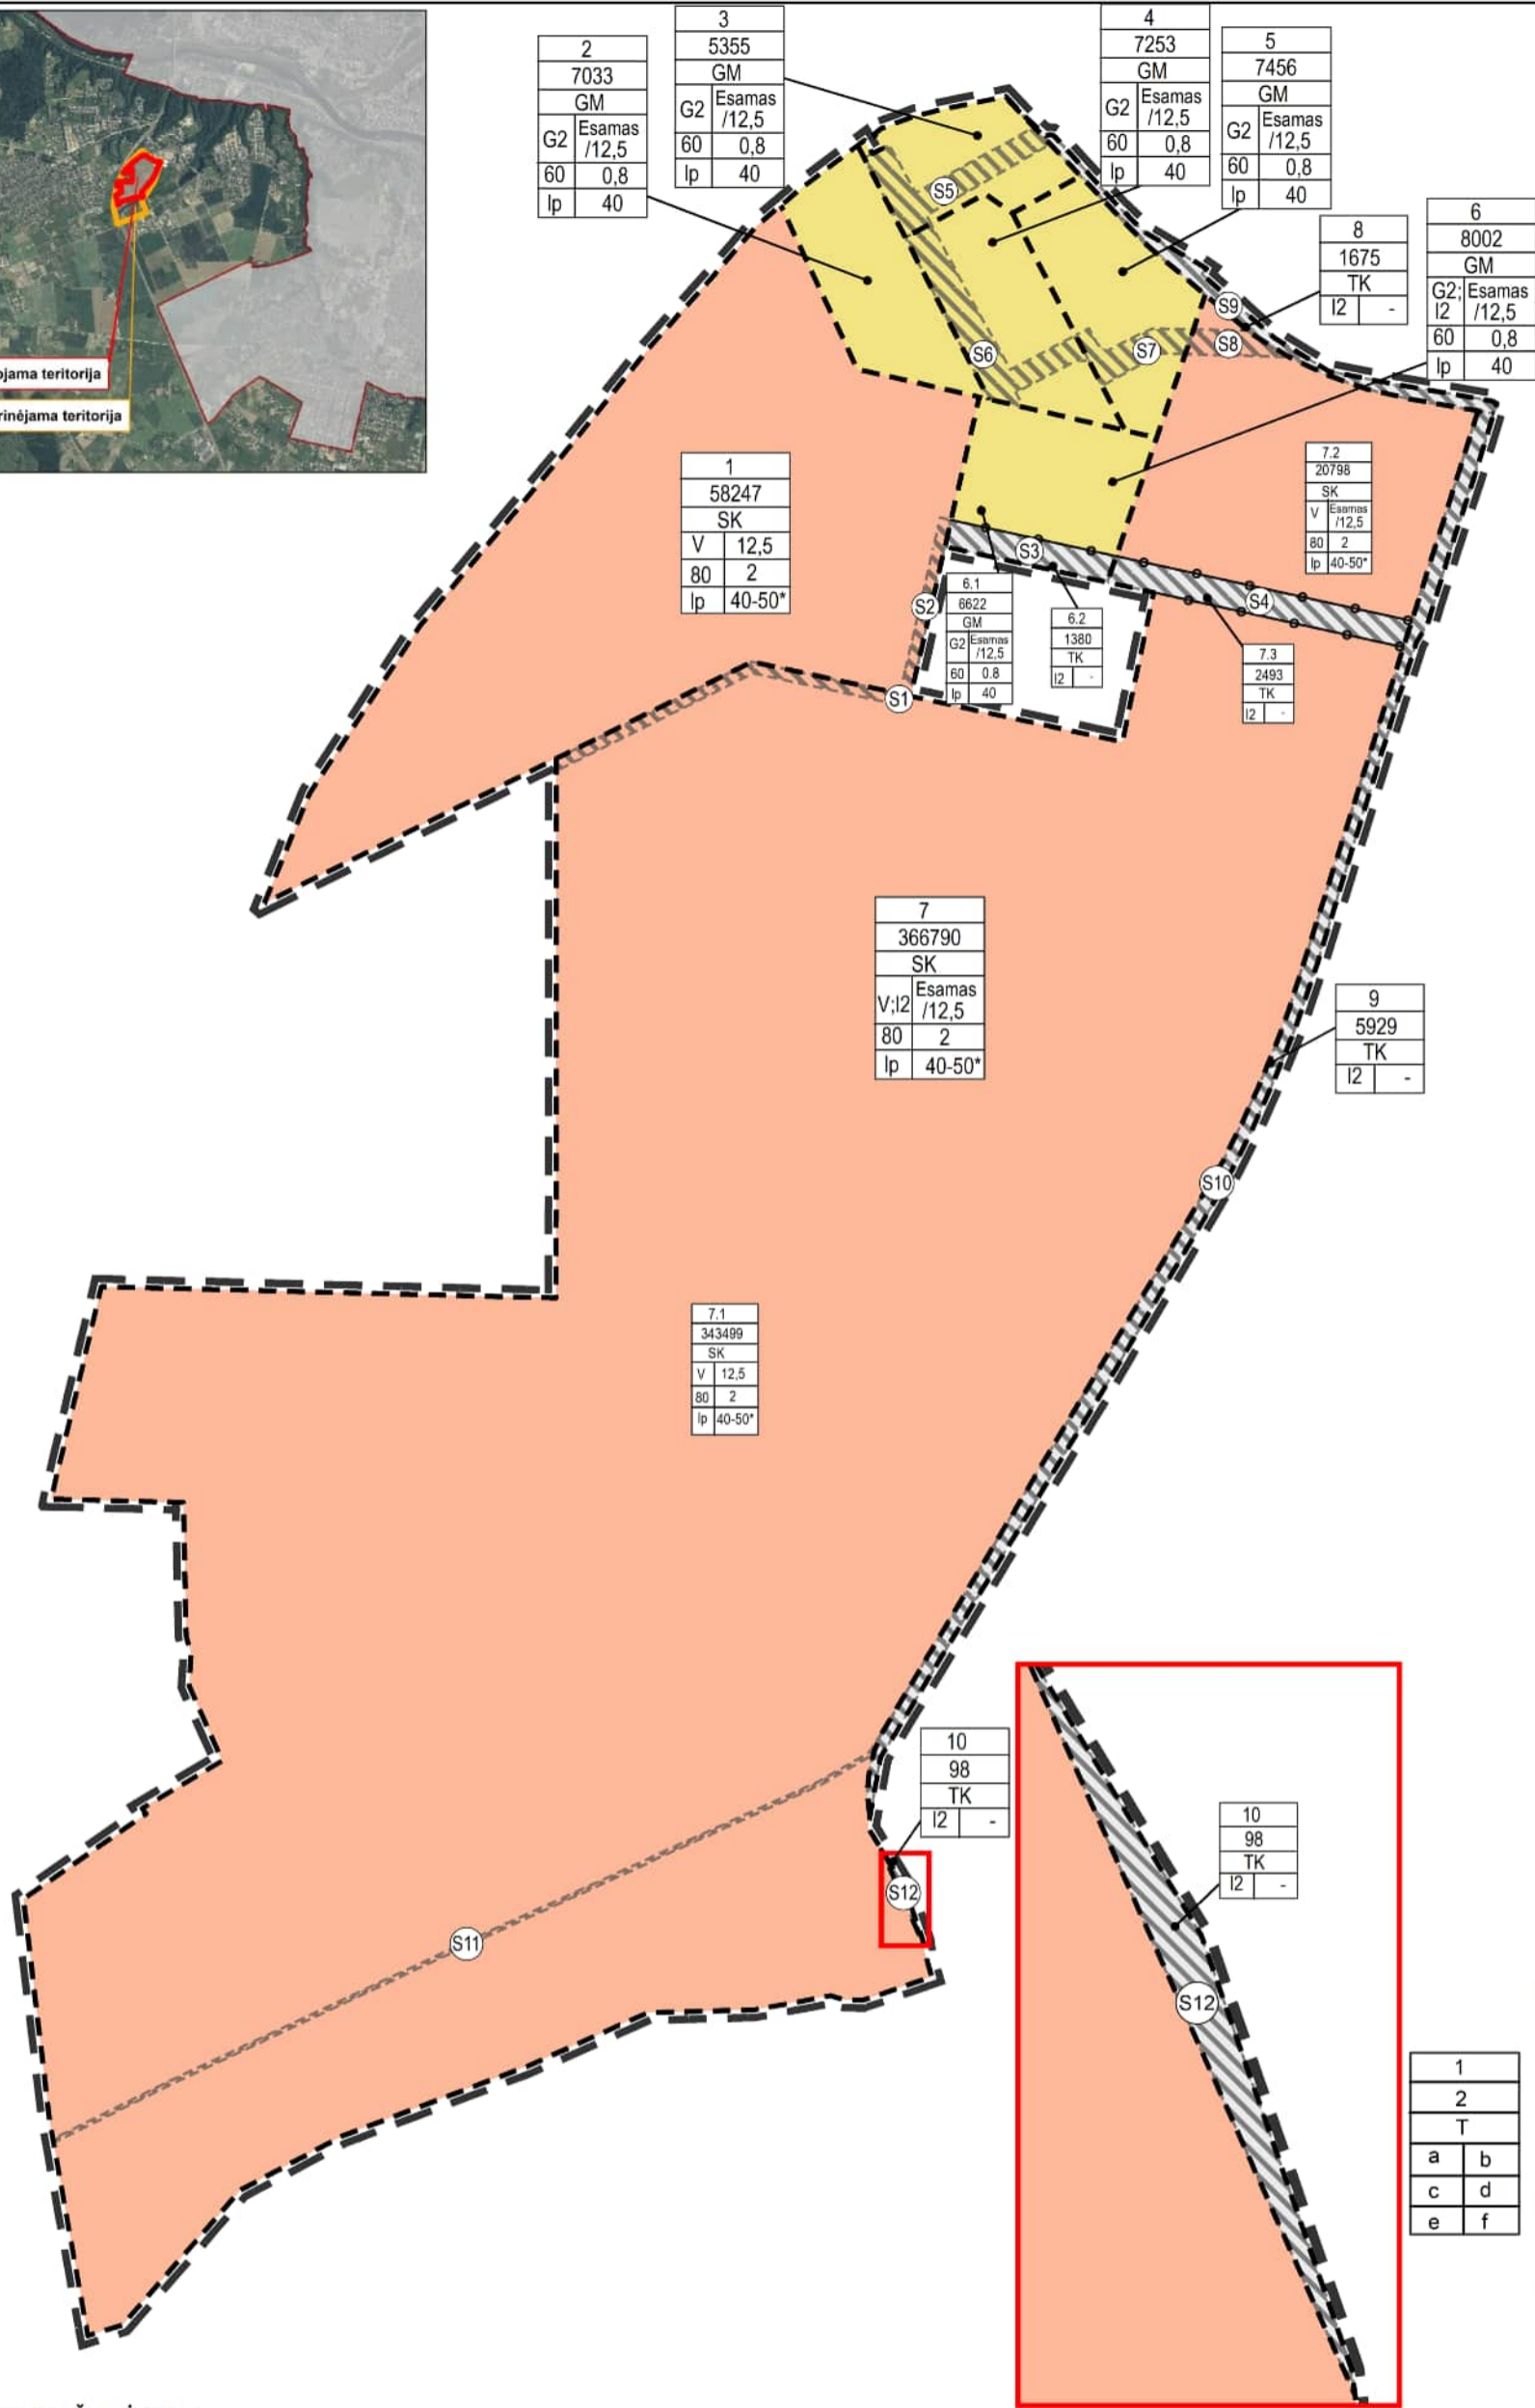 ojama teritorija
rinėjama teritorija
2
7033
GM
G2 Esamas /12,5
60 0,8
Ip 40
3
5355
GM
G2 Esamas /12,5
60 0,8
Ip 40
4
7253
GM
G2 Esamas /12,5
60 0,8
Ip 40
5
7456
GM
G2 Esamas /12,5
60 0,8
Ip 40
6
8002
GM
G2; I2 Esamas /12,5
60 0,8
Ip 40
8
1675
TK
I2 -
S5
S9
S6
S7
S8
1
58247
SK
V 12,5
80 2
Ip 40-50*
7.2
20798
SK
V Esamas /12,5
80 2
Ip 40-50*
S3
S4
S2
S1
6.1
6622
GM
G2 Esamas /12,5
60 0.8
Ip 40
6.2
1380
TK
I2 -
7.3
2493
TK
I2 -
7
366790
SK
V;I2 Esamas /12,5
80 2
Ip 40-50*
9
5929
TK
I2 -
S10
7.1
343499
SK
V 12,5
80 2
Ip 40-50*
10
98
TK
I2 -
S12
S11
10
98
TK
I2 -
S12
1
2
T
a b
c d
e f